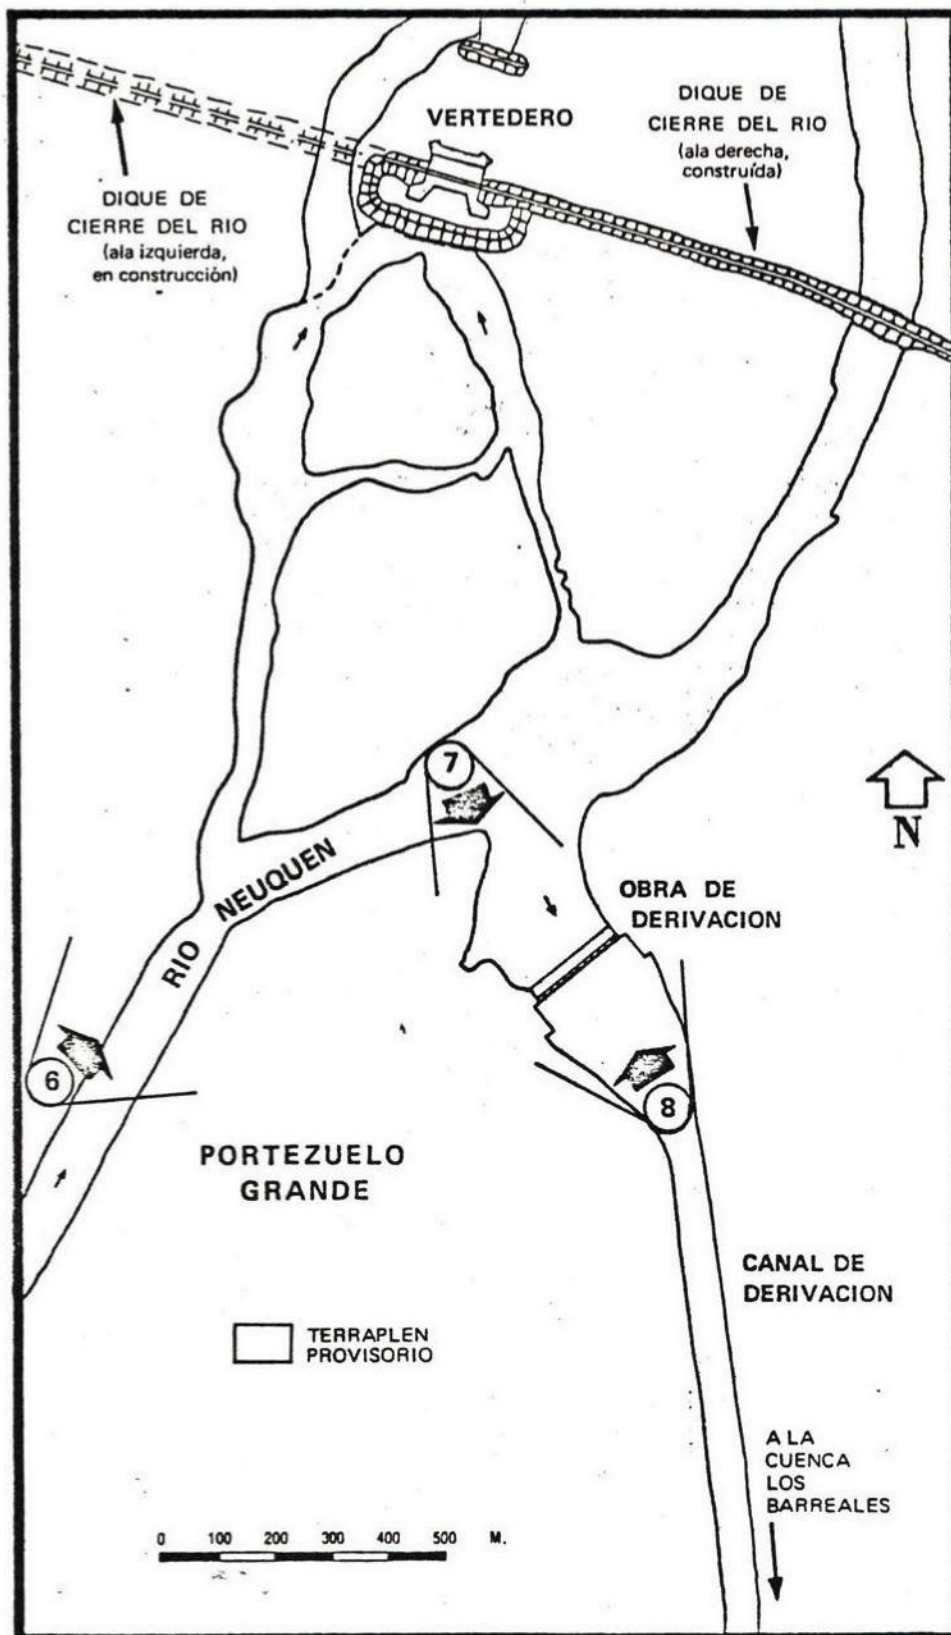 VERTEDERO
DIQUE DE
CIERRE DEL RIO
(ala derecha,
construída)
DIQUE DE
CIERRE DEL RIO
(ala izquierda,
en construcción)
7
N
RIO NEUQUEN
OBRA DE
DERIVACION
6
8
PORTEZUELO
GRANDE
CANAL DE
DERIVACION
TERRAPLEN
PROVISORIO
A LA
CUENCA
LOS
BARREALES
0 100 200 300 400 500 M.